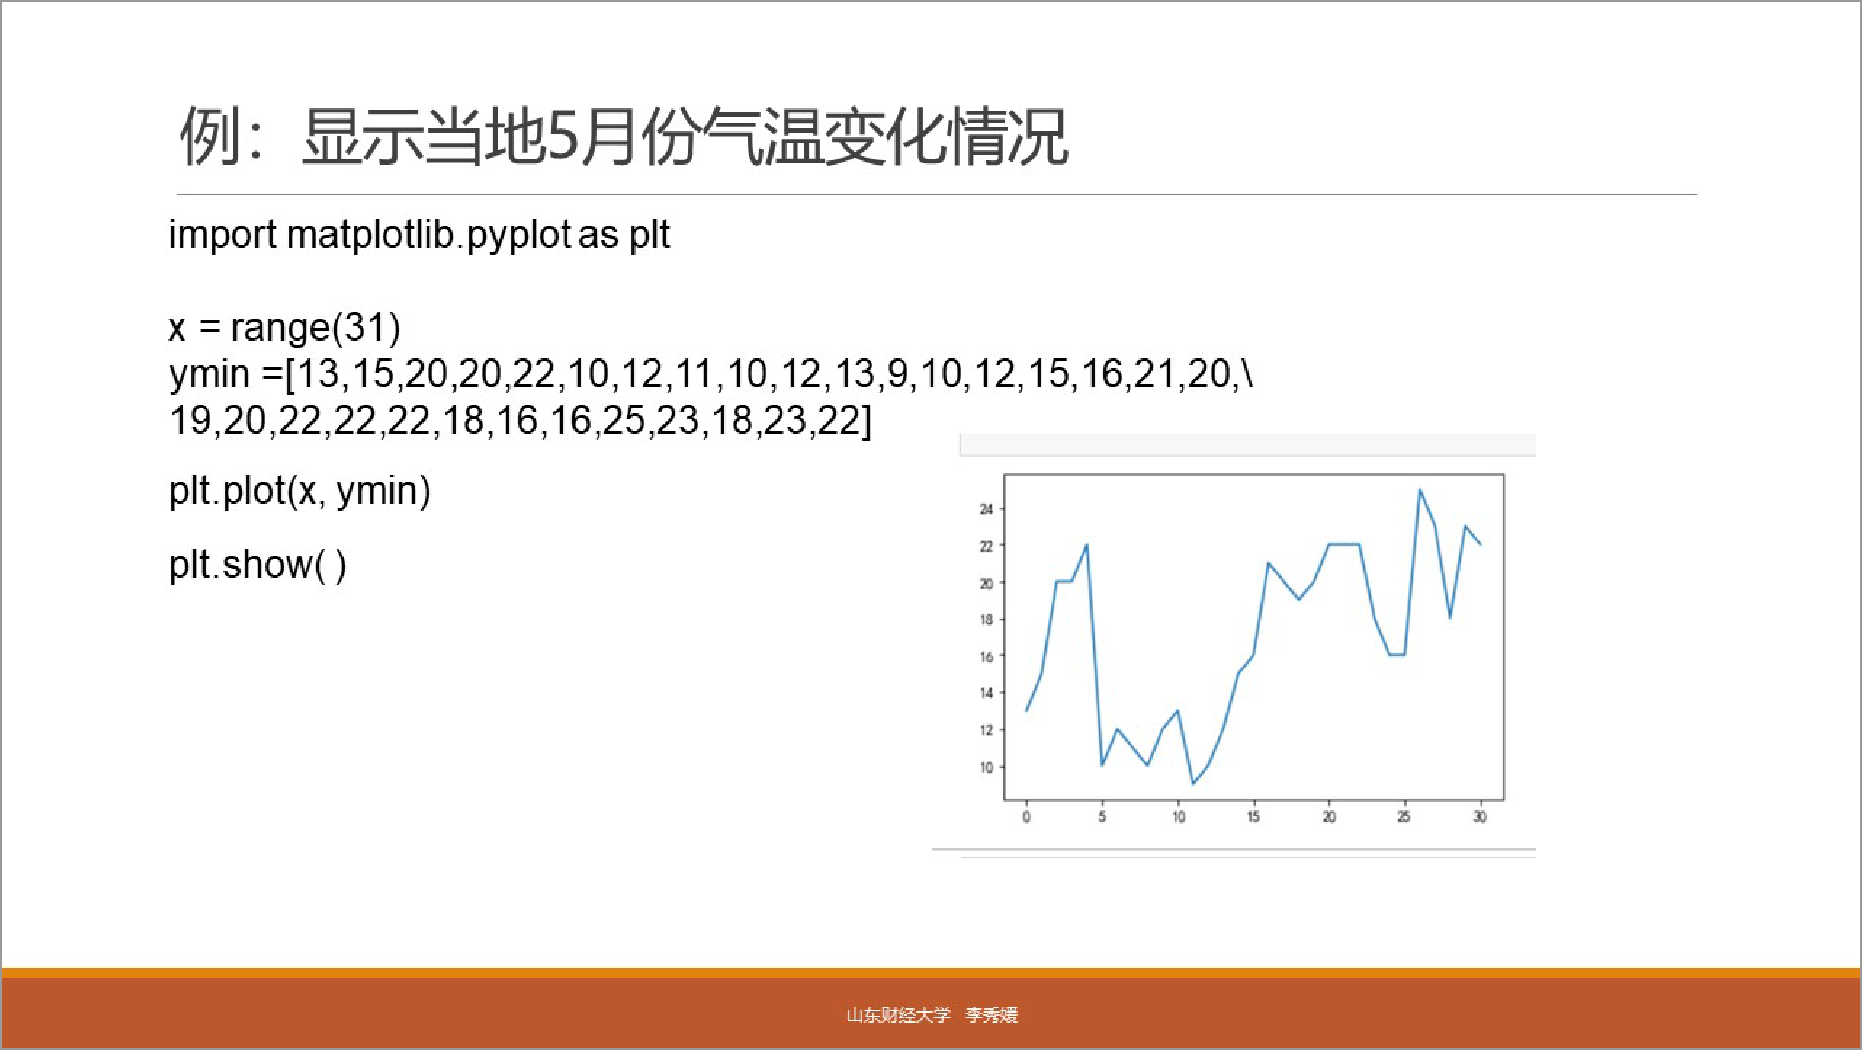 例：显示当地5月份气温变化情况
import matplotlib.pyplot as plt
x = range(31)
ymin =[13,15,20,20,22,10,12,11,10,12,13,9,10,12,15,16,21,20,\
19,20,22,22,22,18,16,16,25,23,18,23,22]
plt.plot(x, ymin)
plt.show( )
24
22
20
18
16
14
12
10
0 5 10 15 20 25 30
山东财经大学 李秀嫒